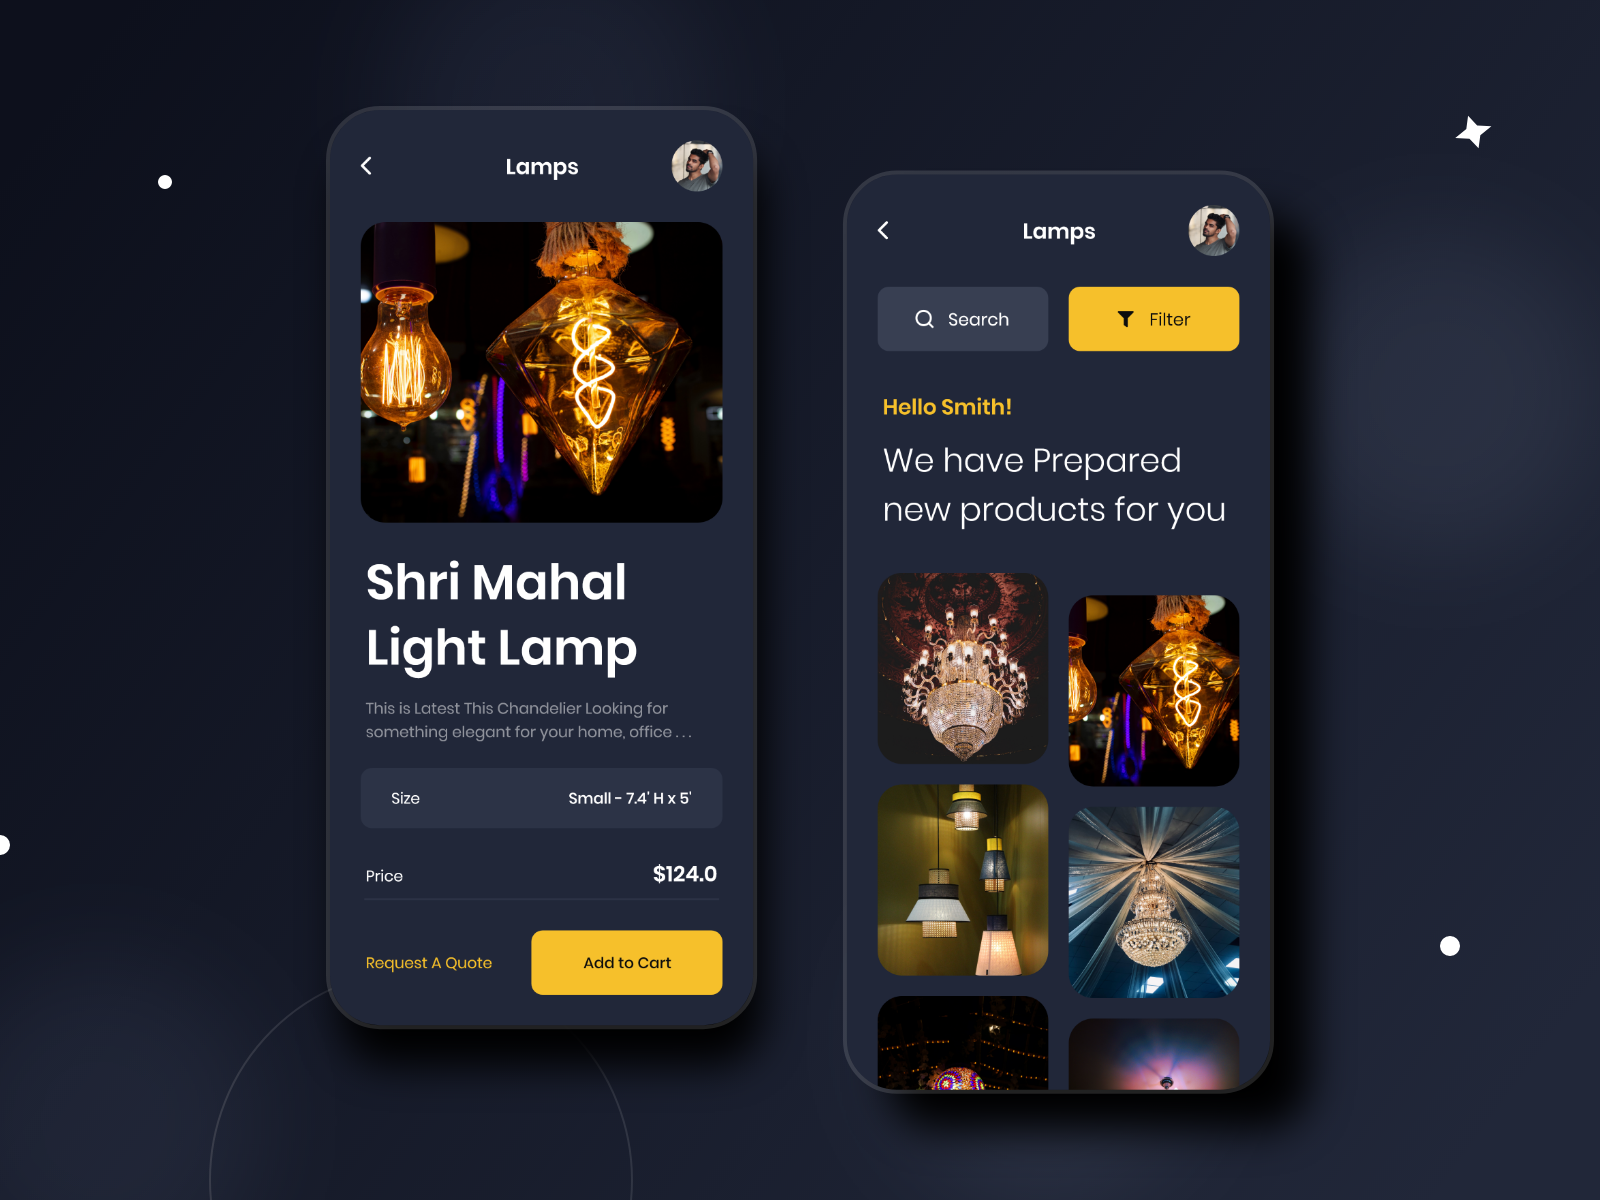 Lamps
Shri Mahal
Light Lamp
This is Latest This Chandelier Looking for
something elegant for your home, office . . .
Size
Small - 7.4' H x 5'
Price
$124.0
Request A Quote
Add to Cart
Lamps
Search
Filter
Hello Smith!
We have Prepared
new products for you